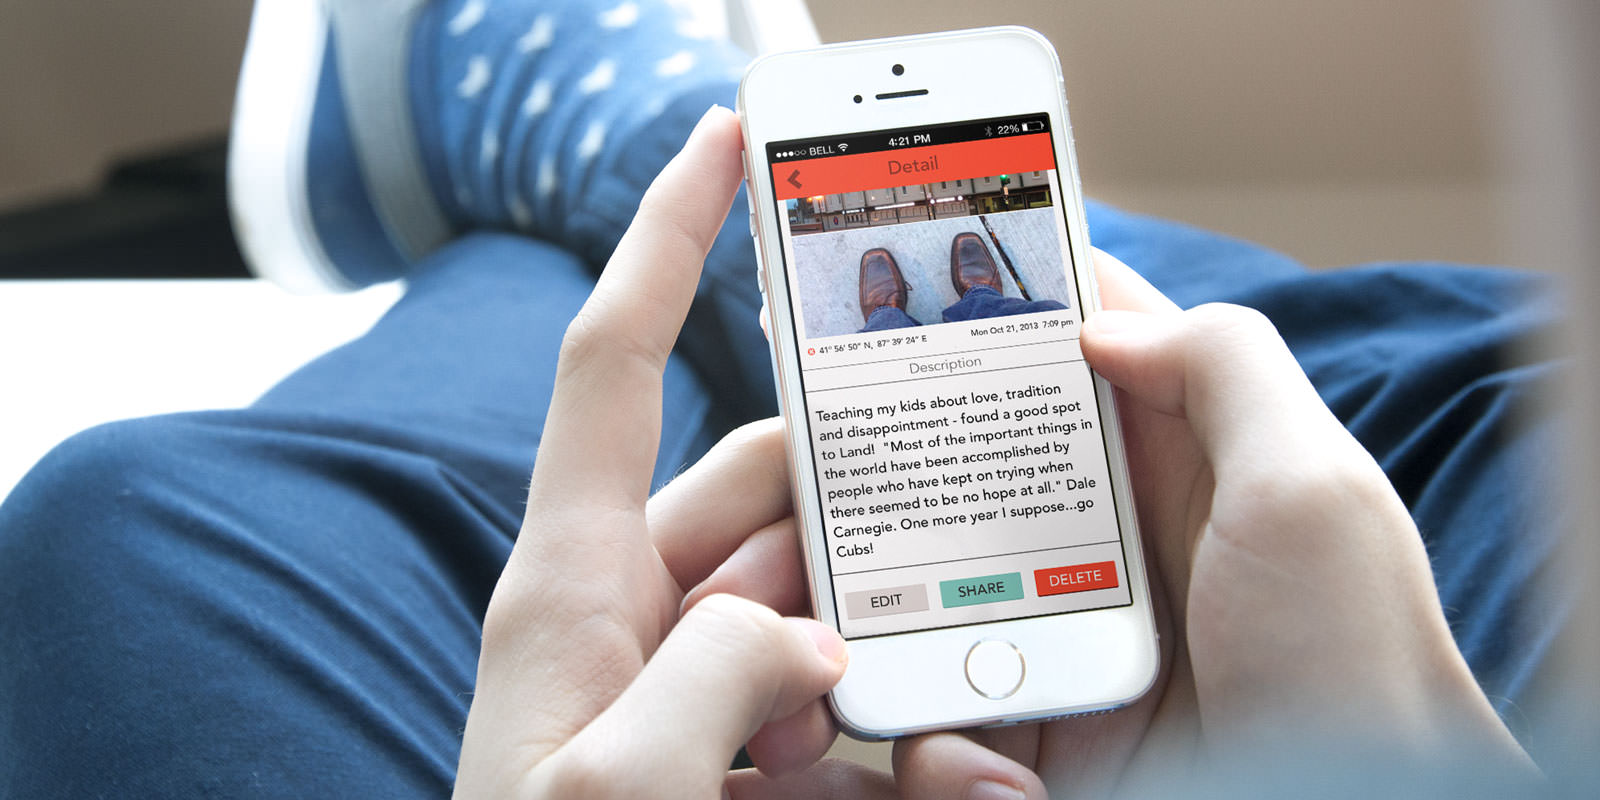 BELL 4:21 PM 22%
Detail
41° 56' 50" N, 87° 39' 24" E Mon Oct 21, 2013 7:09 pm
Description
Teaching my kids about love, tradition
and disappointment - found a good spot
to Land! "Most of the important things in
the world have been accomplished by
people who have kept on trying when
there seemed to be no hope at all." Dale
Carnegie. One more year I suppose...go
Cubs!
EDIT SHARE DELETE